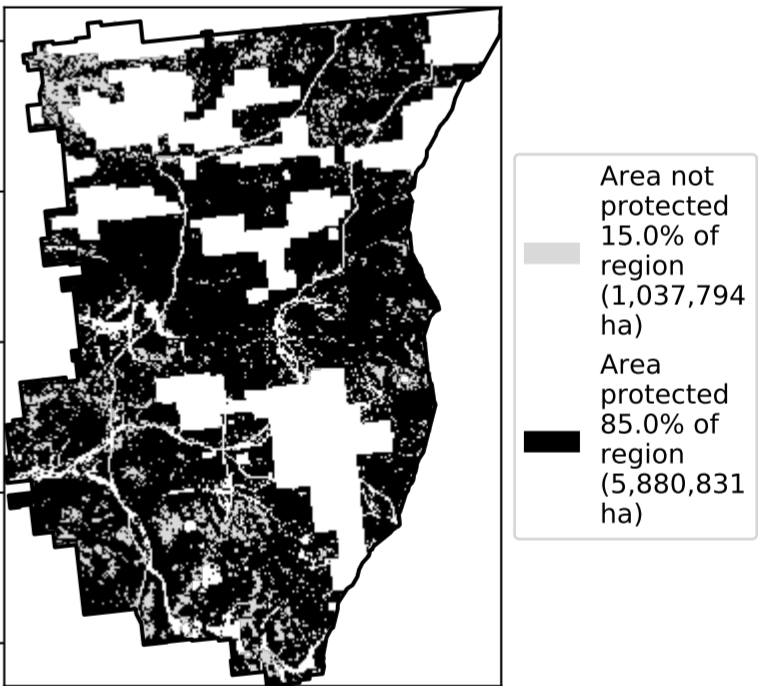 Area not
protected
15.0% of
region
(1,037,794
ha)
Area
protected
85.0% of
region
(5,880,831
ha)